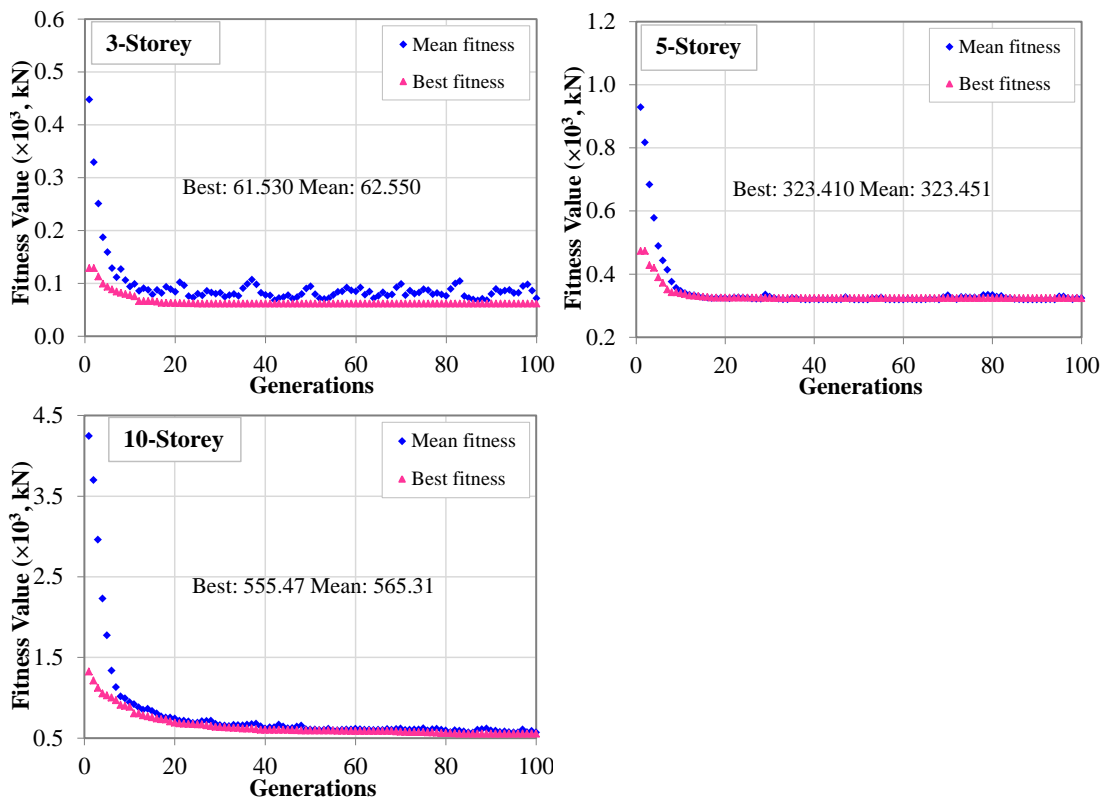 3-Storey
Mean fitness
Best fitness
Best: 61.530 Mean: 62.550
Fitness Value (×10³, kN)
0.6
0.5
0.4
0.3
0.2
0.1
0.0
0 20 40 60 80 100
Generations
5-Storey
Mean fitness
Best fitness
Best: 323.410 Mean: 323.451
Fitness Value (×10³, kN)
1.2
1.0
0.8
0.6
0.4
0.2
0 20 40 60 80 100
Generations
10-Storey
Mean fitness
Best fitness
Best: 555.47 Mean: 565.31
Fitness Value (×10³, kN)
4.5
3.5
2.5
1.5
0.5
0 20 40 60 80 100
Generations